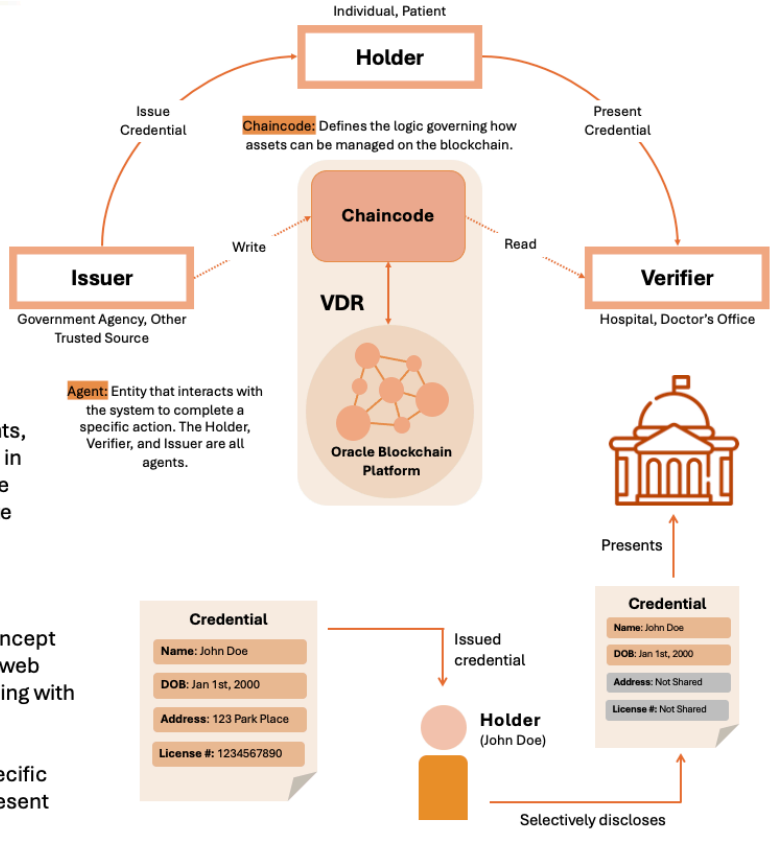 Individual, Patient
Holder
Issue
Credential
Present
Credential
Chaincode: Defines the logic governing how
assets can be managed on the blockchain.
Chaincode
Write
Read
Issuer
Verifier
Government Agency, Other
Trusted Source
Hospital, Doctor's Office
VDR
Agent: Entity that interacts with
the system to complete a
specific action. The Holder,
Verifier, and Issuer are all
agents.
Oracle Blockchain
Platform
in
Presents
Credential
Name: John Doe
DOB: Jan 1st, 2000
Address: 123 Park Place
License #: 1234567890
Issued
credential
Holder
(John Doe)
Credential
Name: John Doe
DOB: Jan 1st, 2000
Address: Not Shared
License #: Not Shared
web
with
Selectively discloses